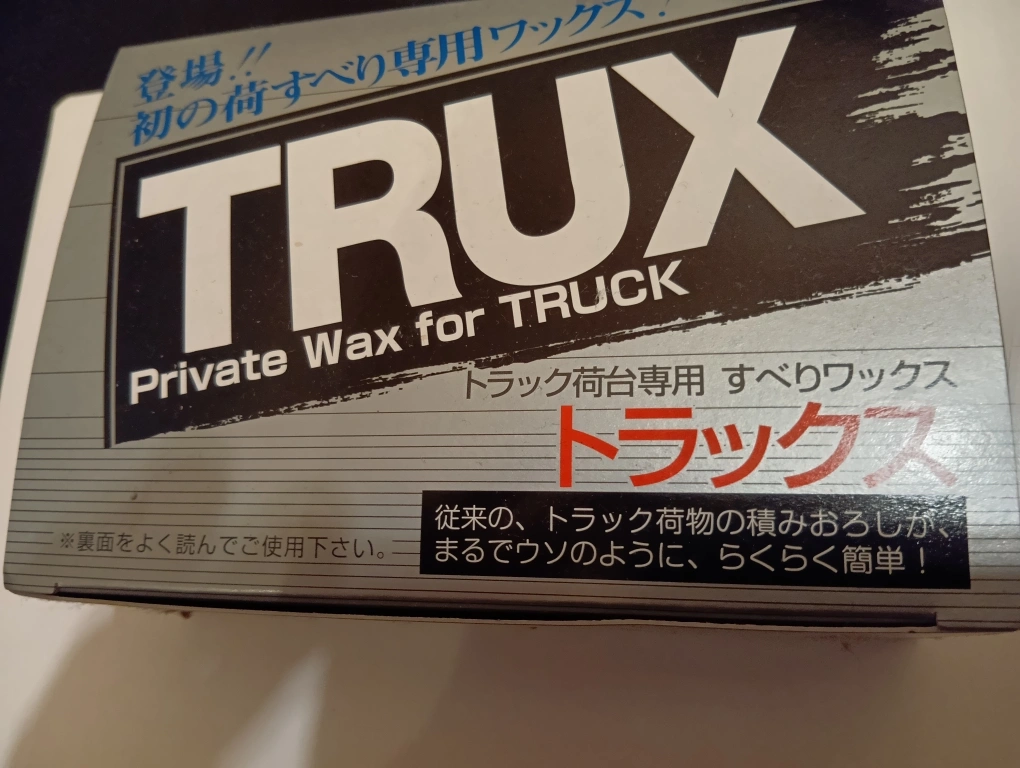 登場!!
初の荷すべり専用ワックス!
TRUX
Private Wax for TRUCK
トラック荷台専用 すべりワックス
トラックス
従来の、トラック荷物の積みおろしが、
まるでウソのように、らくらく簡単!
※裏面をよく読んでご使用下さい。